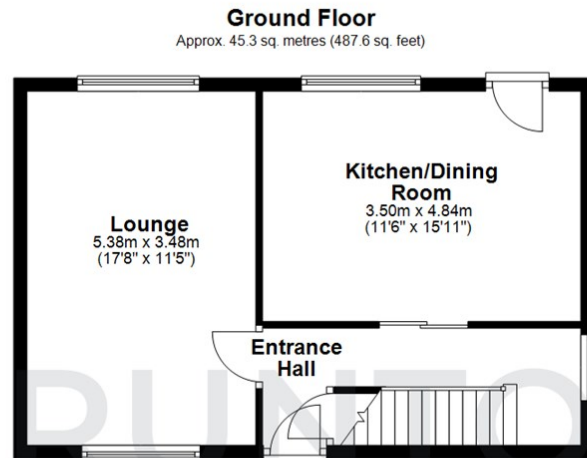 Ground Floor
Approx. 45.3 sq. metres (487.6 sq. feet)
Kitchen/Dining
Room
3.50m x 4.84m
(11'6" x 15'11")
Lounge
5.38m x 3.48m
(17'8" x 11'5")
Entrance
Hall
PUNTO